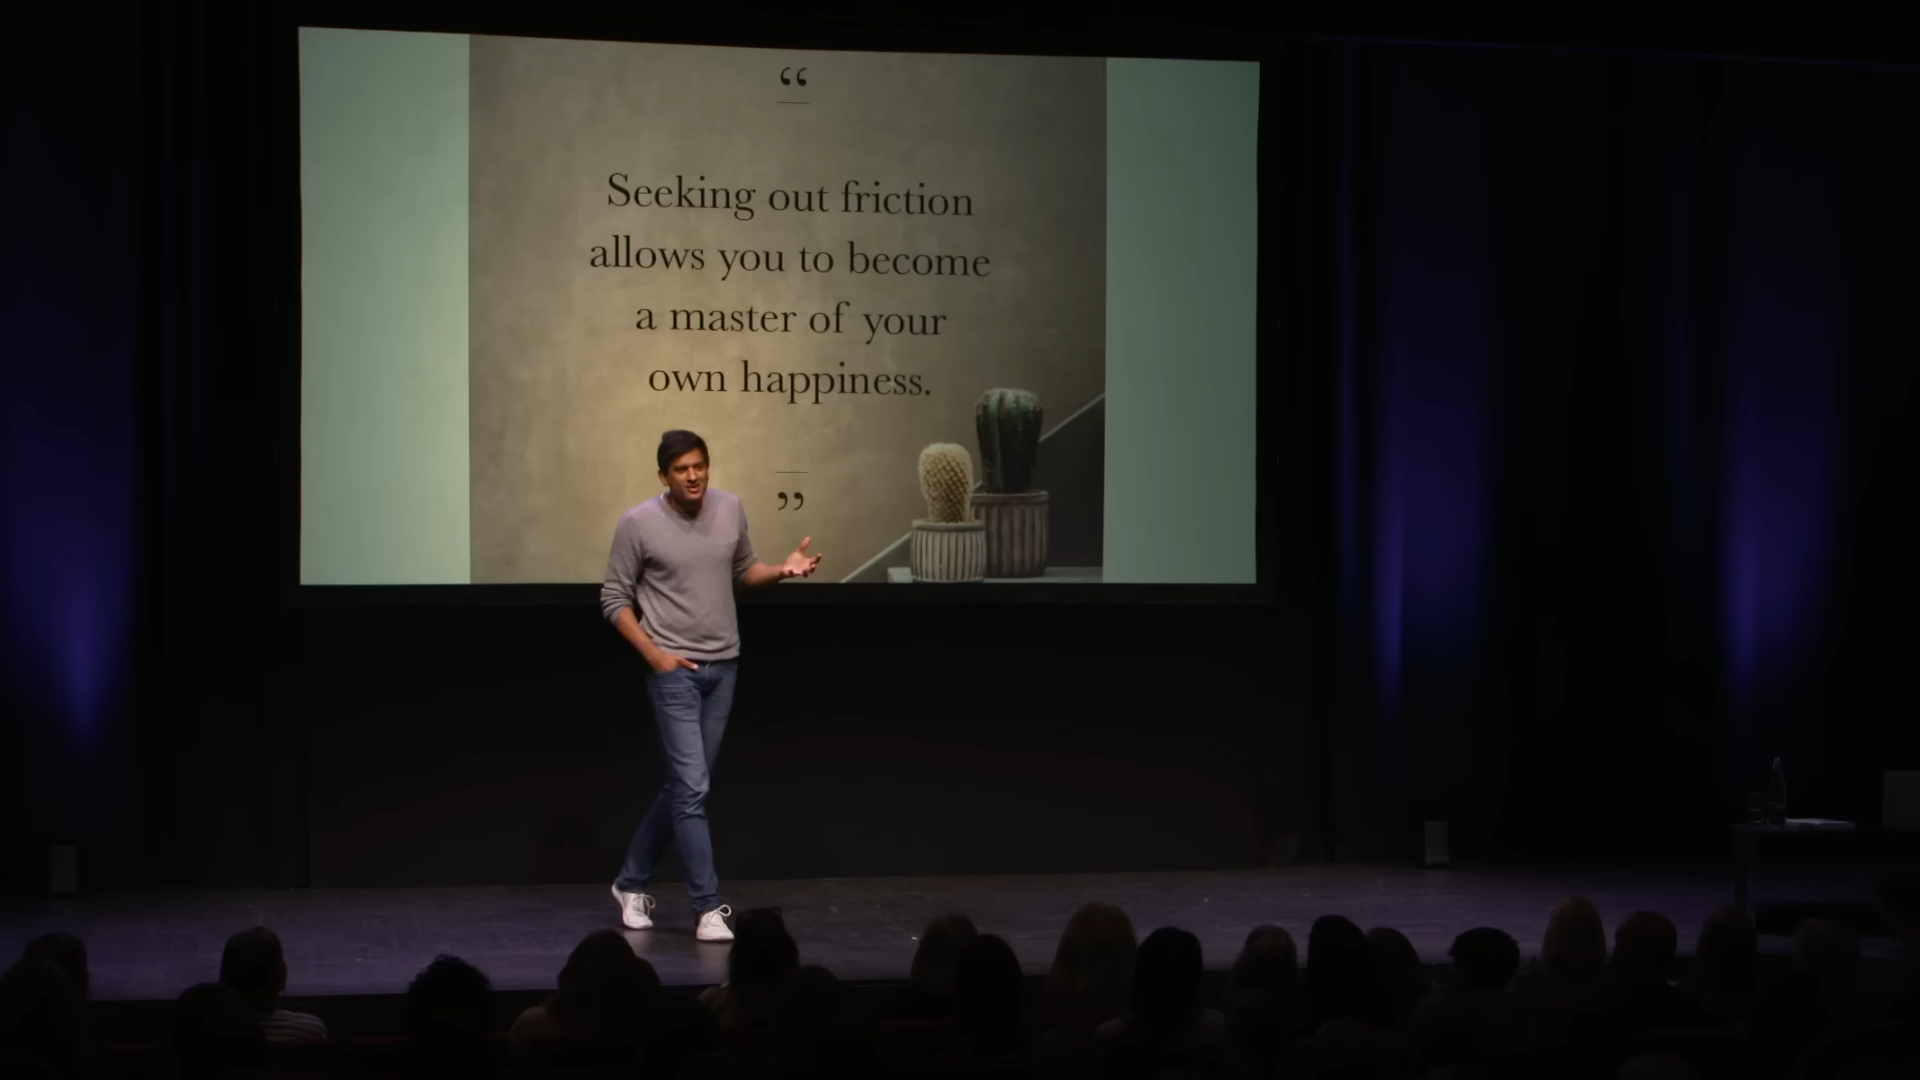 “
Seeking out friction
allows you to become
a master of your
own happiness.
”